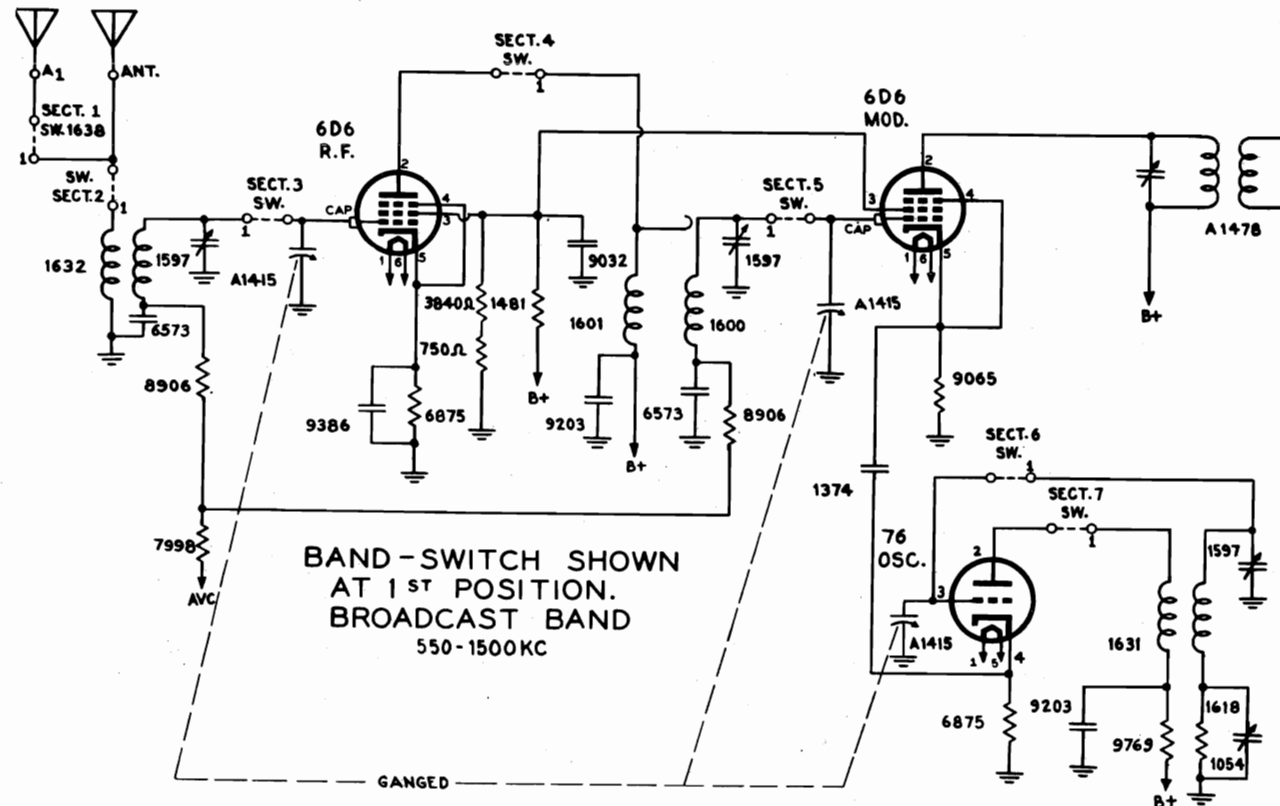 SECT. 4
SW.
1
A1
ANT.
SECT. 1
SW.1638
1
SW.
SECT.2
1
6D6
R.F.
2
4
3
CAP
1
6
5
SECT.3
SW.
1
1632
1597
A1415
6573
8906
7998
AVC
9386
6875
3840Ω
750Ω
1481
B+
9032
1601
1600
9203
B+
6573
8906
1597
SECT.5
SW.
1
A1415
6D6
MOD.
2
3
4
CAP
1
6
5
A1478
B+
9065
1374
SECT.6
SW.
1
SECT.7
SW.
1
76
OSC.
2
3
1
5
4
A1415
6875
1631
1597
9203
9769
B+
1618
1054
BAND-SWITCH SHOWN
AT 1ST POSITION.
BROADCAST BAND
550-1500KC
GANGED